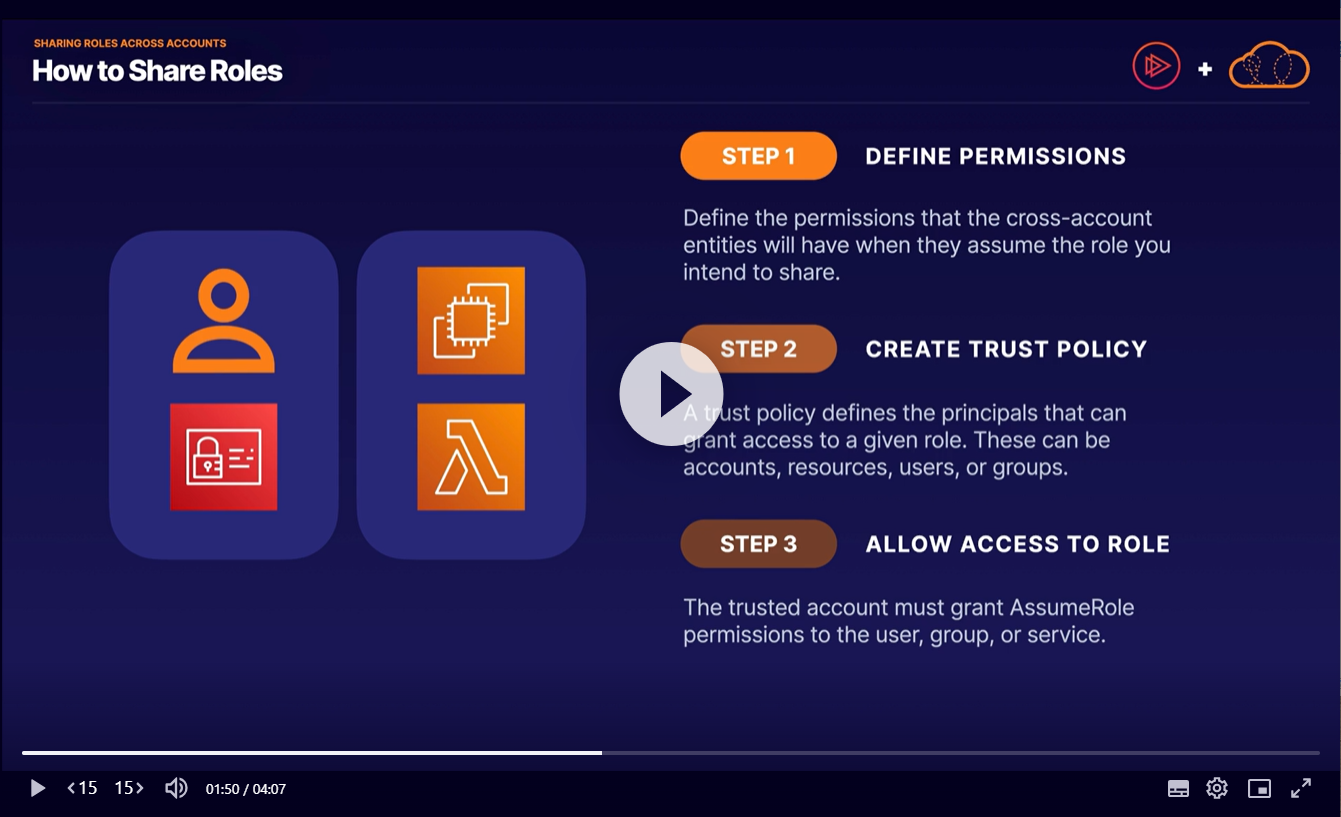 SHARING ROLES ACROSS ACCOUNTS
How to Share Roles
STEP 1
DEFINE PERMISSIONS
Define the permissions that the cross-account
entities will have when they assume the role you
intend to share.
STEP 2
CREATE TRUST POLICY
A trust policy defines the principals that can
grant access to a given role. These can be
accounts, resources, users, or groups.
STEP 3
ALLOW ACCESS TO ROLE
The trusted account must grant AssumeRole
permissions to the user, group, or service.
<15 15> 01:50 / 04:07